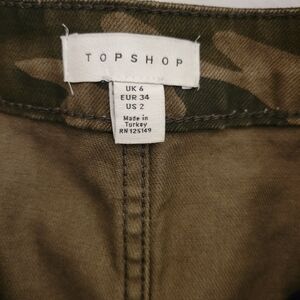 TOPSHOP
UK 6
EUR 34
US 2
Made in
Turkey
RN 125149